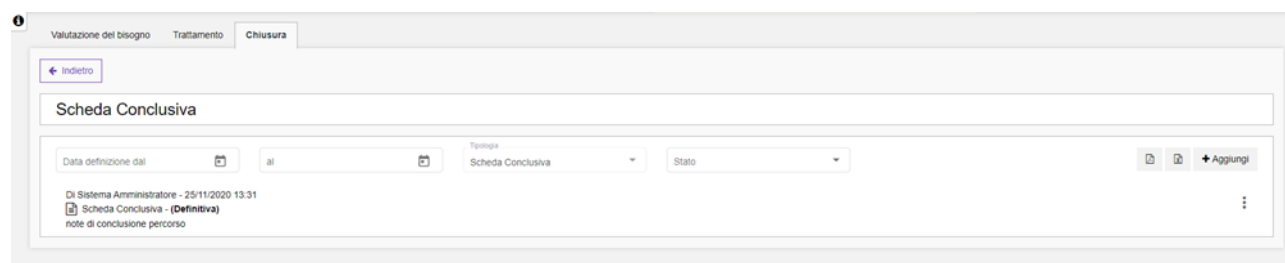 Valutazione del bisogno Trattamento Chiusura
Indietro
Scheda Conclusiva
Tipologia
Data definizione dal al Scheda Conclusiva Stato Aggiungi
Di Sistema Amministratore - 25/11/2020 13:31
Scheda Conclusiva - (Definitiva)
note di conclusione percorso